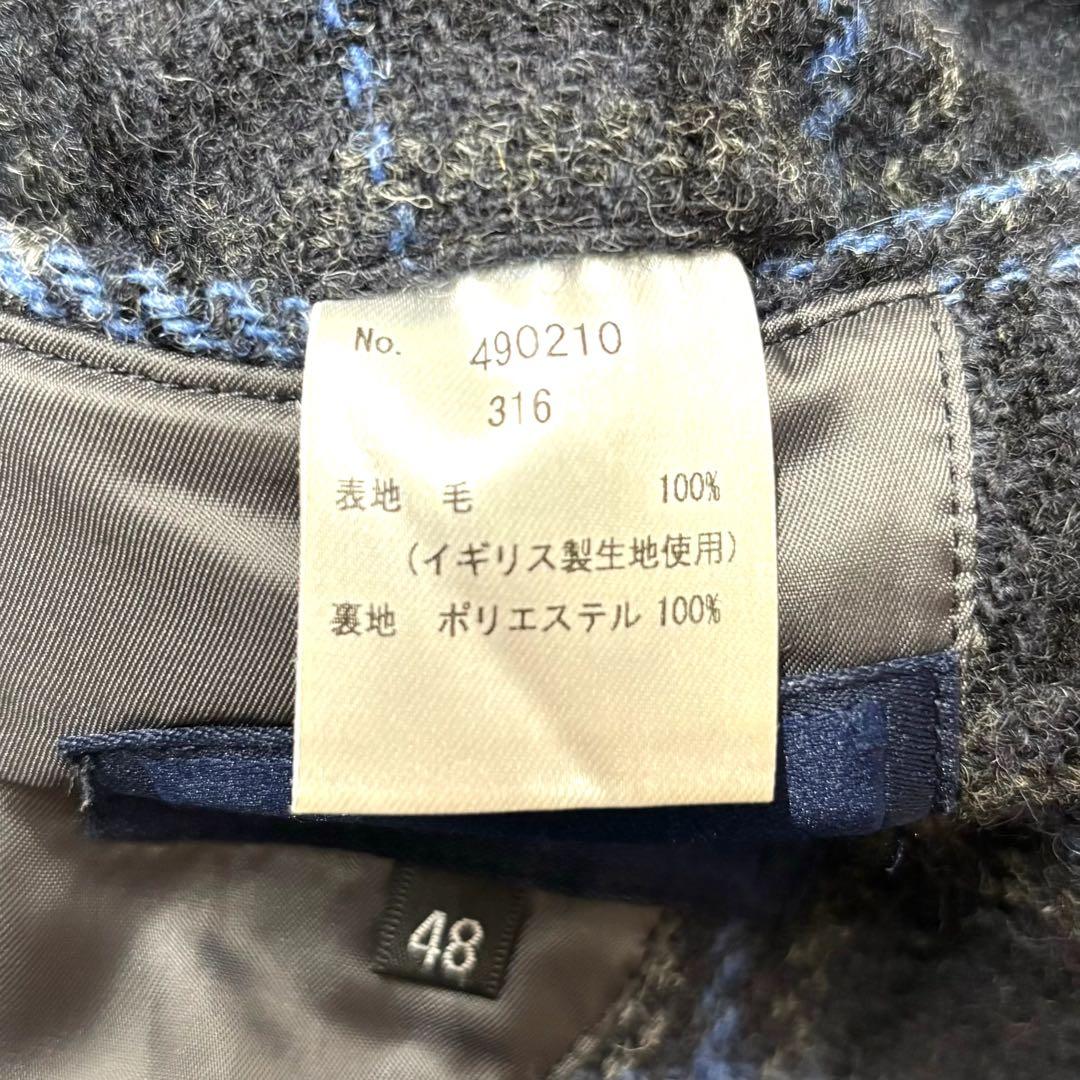 No. 490210
316
表地 毛 100%
(イギリス製生地使用)
裏地 ポリエステル 100%
48